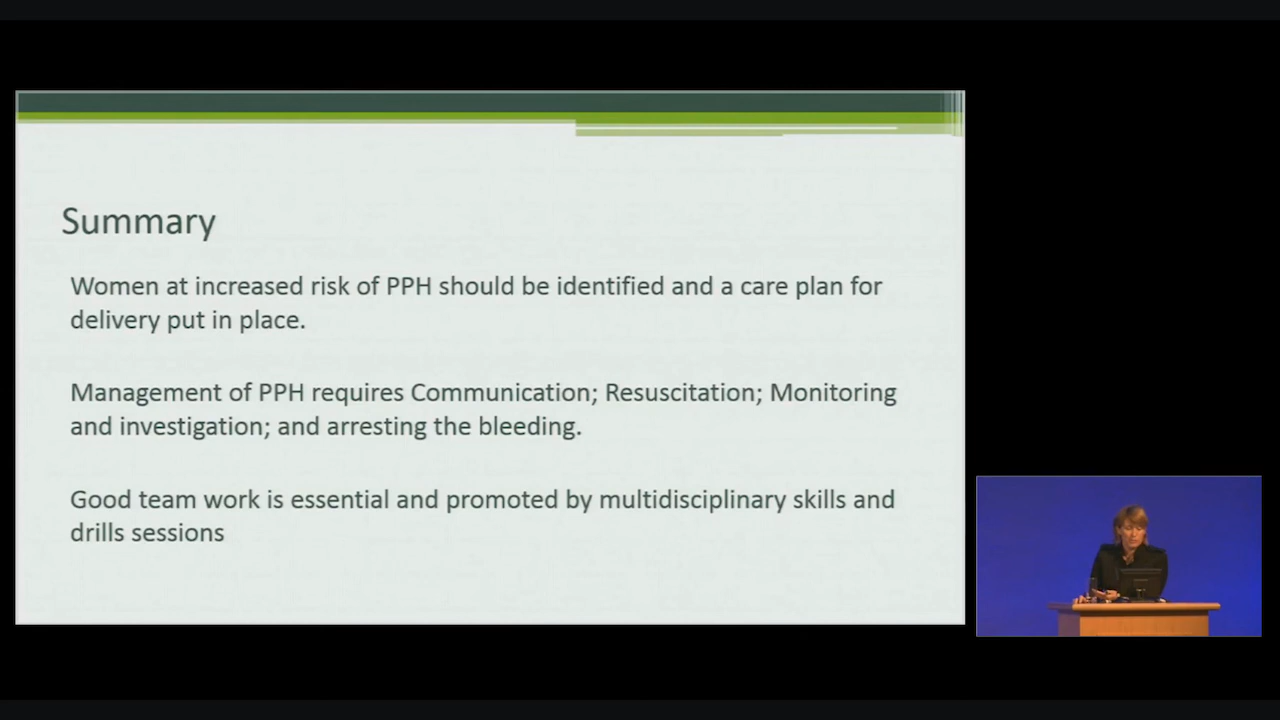 Summary
Women at increased risk of PPH should be identified and a care plan for
delivery put in place.
Management of PPH requires Communication; Resuscitation; Monitoring
and investigation; and arresting the bleeding.
Good team work is essential and promoted by multidisciplinary skills and
drills sessions